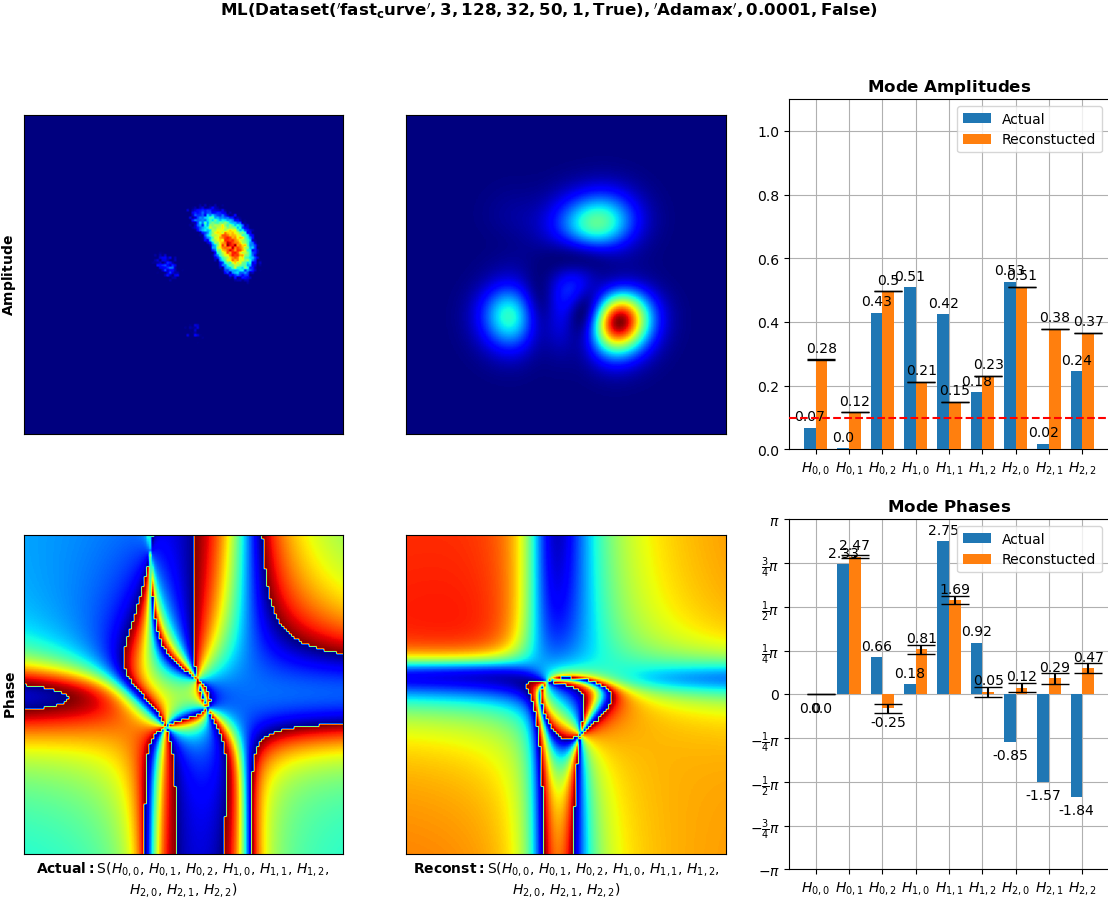 ML(Dataset('fast_curve', 3, 128, 32, 50, 1, True), 'Adamax', 0.0001, False)
Amplitude
Mode Amplitudes
Actual
Reconstucted
1.0
0.8
0.6
0.4
0.2
0.0
0.07
0.28
0.0
0.12
0.43
0.5
0.51
0.21
0.42
0.15
0.18
0.23
0.53
0.51
0.02
0.38
0.24
0.37
H0,0 H0,1 H0,2 H1,0 H1,1 H1,2 H2,0 H2,1 H2,2
Phase
Actual: S(H0,0, H0,1, H0,2, H1,0, H1,1, H1,2,
H2,0, H2,1, H2,2)
Reconst: S(H0,0, H0,1, H0,2, H1,0, H1,1, H1,2,
H2,0, H2,1, H2,2)
Mode Phases
Actual
Reconstucted
π
3/4π
1/2π
1/4π
0
−1/4π
−1/2π
−3/4π
−π
0.0
0.0
2.33
2.47
0.66
-0.25
0.18
0.81
2.75
1.69
0.92
0.05
-0.85
0.12
-1.57
0.29
-1.84
0.47
H0,0 H0,1 H0,2 H1,0 H1,1 H1,2 H2,0 H2,1 H2,2